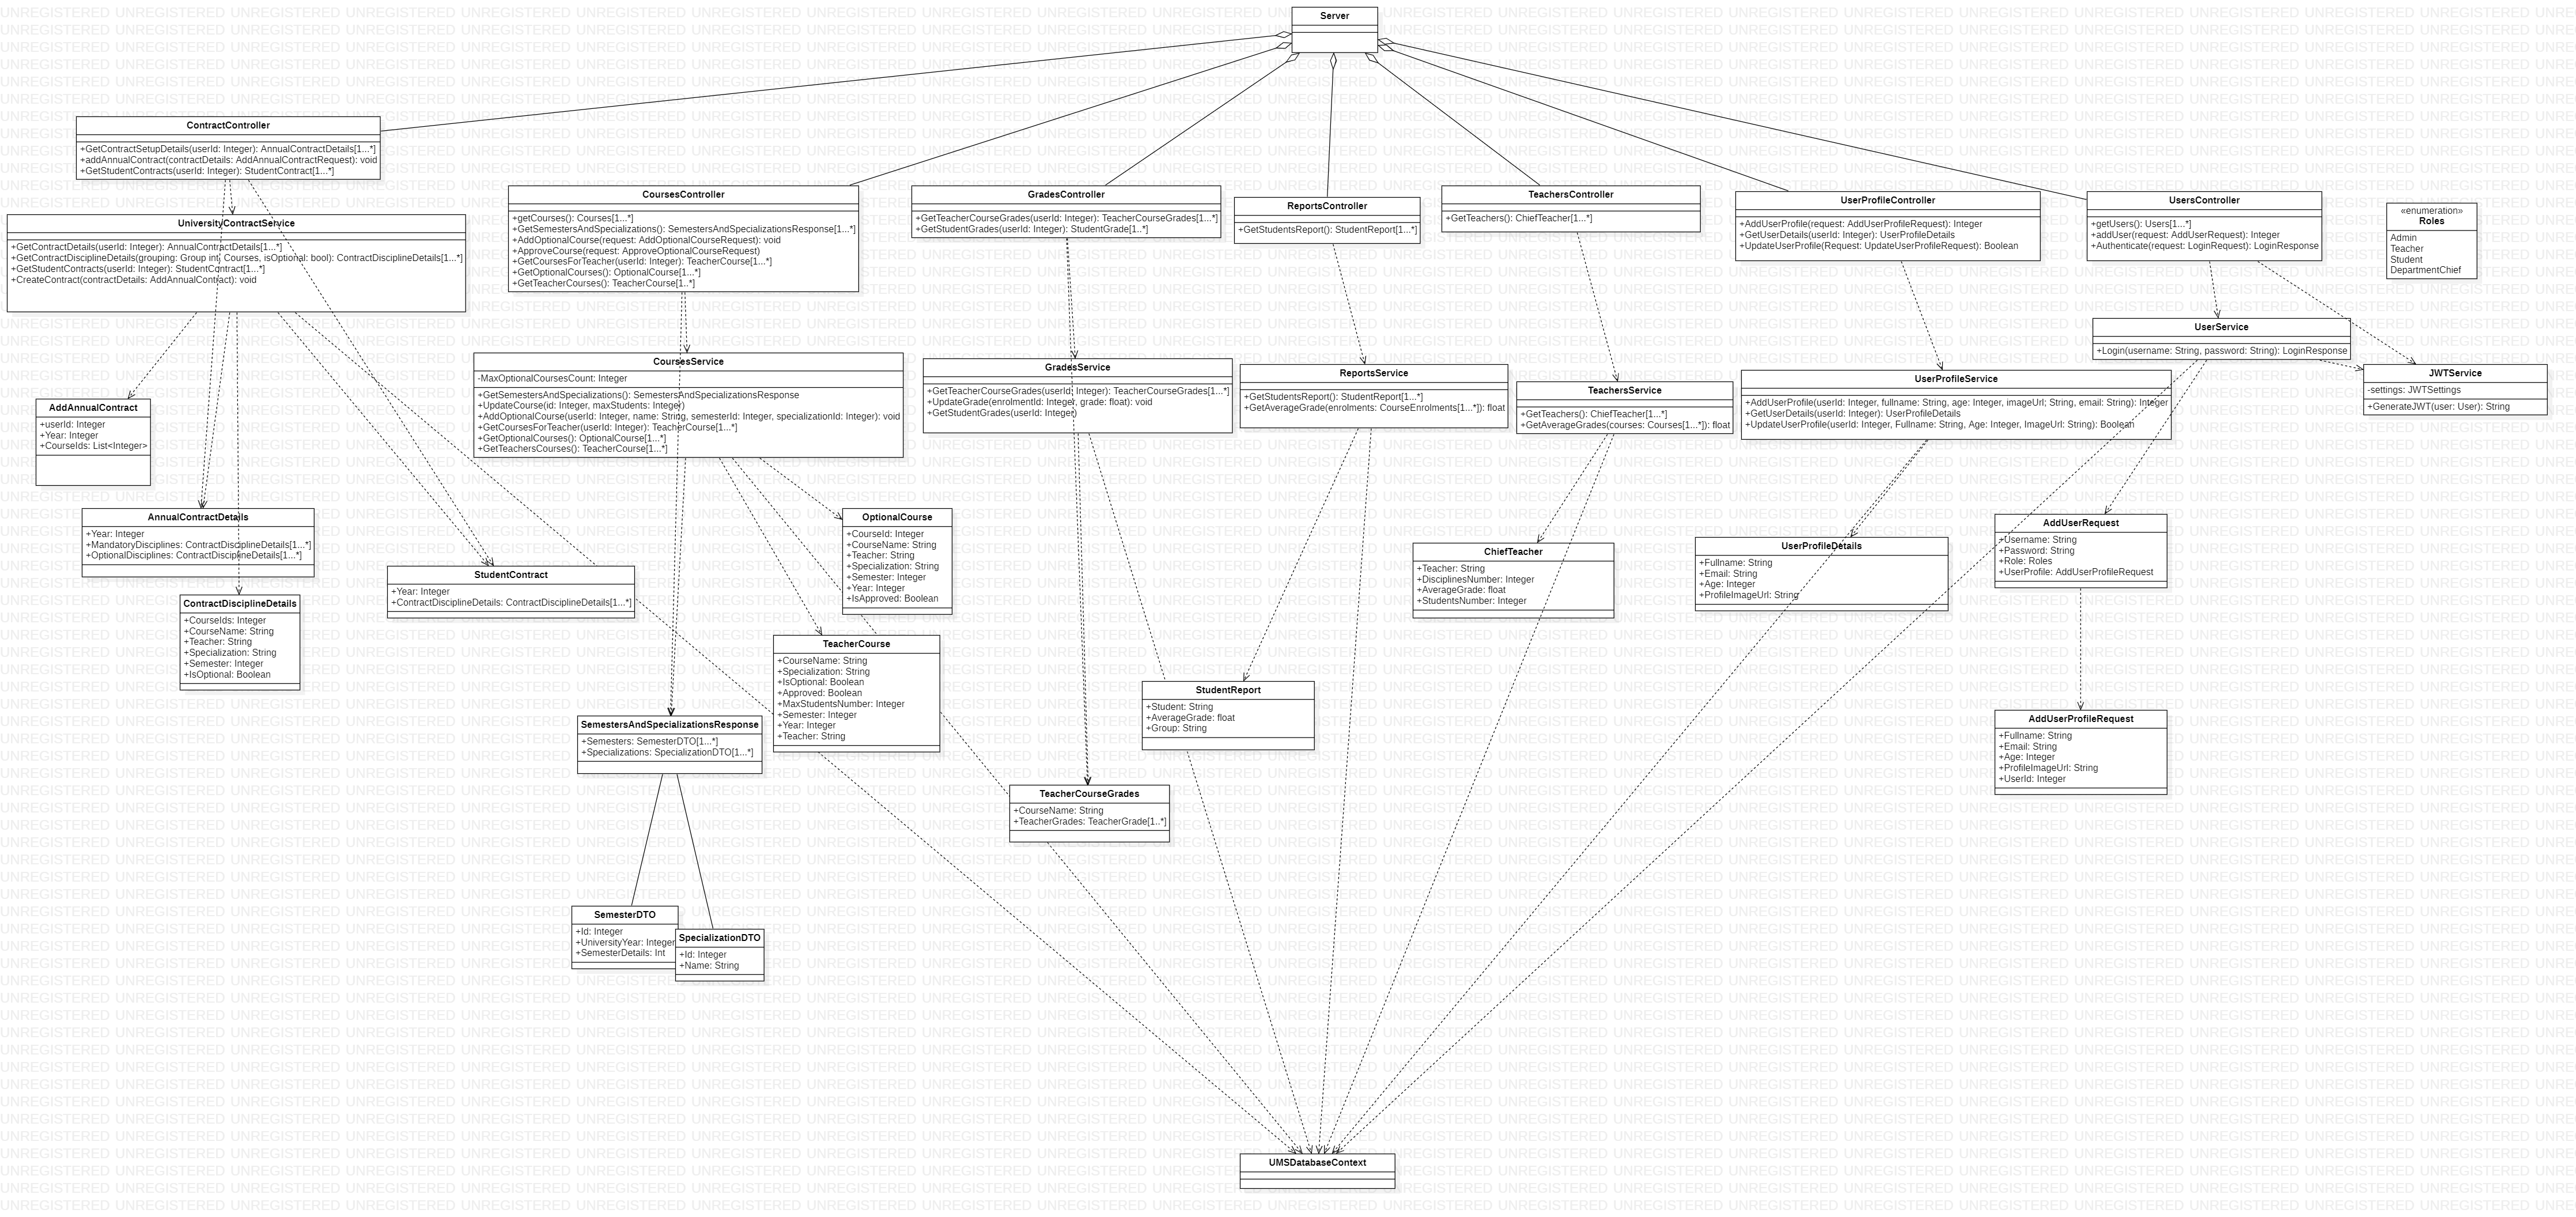 Server
ContractController
+GetContractSetupDetails(userId: Integer): AnnualContractDetails[1...*]
+addAnnualContract(contractDetails: AddAnnualContractRequest): void
+GetStudentContracts(userId: Integer): StudentContract[1...*]
CoursesController
+getCourses(): Courses[1...*]
+GetSemestersAndSpecializations(): SemestersAndSpecializationsResponse[1...*]
+AddOptionalCourse(request: AddOptionalCourseRequest): void
+ApproveCourse(request: ApproveOptionalCourseRequest)
+GetCoursesForTeacher(userId: Integer): TeacherCourse[1...*]
+GetOptionalCourses(): OptionalCourse[1...*]
+GetTeacherCourses(): TeacherCourse[1..*]
GradesController
+GetTeacherCourseGrades(userId: Integer): TeacherCourseGrades[1...*]
+GetStudentGrades(userId: Integer): StudentGrade[1..*]
ReportsController
+GetStudentsReport(): StudentReport[1...*]
TeachersController
+GetTeachers(): ChiefTeacher[1...*]
UserProfileController
+AddUserProfile(request: AddUserProfileRequest): Integer
+GetUserDetails(userId: Integer): UserProfileDetails
+UpdateUserProfile(Request: UpdateUserProfileRequest): Boolean
UsersController
+getUsers(): Users[1...*]
+addUser(request: AddUserRequest): Integer
+Authenticate(request: LoginRequest): LoginResponse
«enumeration»
Roles
Admin
Teacher
Student
DepartmentChief
UniversityContractService
+GetContractDetails(userId: Integer): AnnualContractDetails[1...*]
+GetContractDisciplineDetails(grouping: Group int, Courses, isOptional: bool): ContractDisciplineDetails[1...*]
+GetStudentContracts(userId: Integer): StudentContract[1...*]
+CreateContract(contractDetails: AddAnnualContract): void
CoursesService
-MaxOptionalCoursesCount: Integer
+GetSemestersAndSpecializations(): SemestersAndSpecializationsResponse
+UpdateCourse(id: Integer, maxStudents: Integer)
+AddOptionalCourse(userId: Integer, name: String, semesterId: Integer, specializationId: Integer): void
+GetCoursesForTeacher(userId: Integer): TeacherCourse[1...*]
+GetOptionalCourses(): OptionalCourse[1...*]
+GetTeachersCourses(): TeacherCourse[1...*]
GradesService
+GetTeacherCourseGrades(userId: Integer): TeacherCourseGrades[1...*]
+UpdateGrade(enrolmentId: Integer, grade: float): void
+GetStudentGrades(userId: Integer)
ReportsService
+GetStudentsReport(): StudentReport[1...*]
+GetAverageGrade(enrolments: CourseEnrolments[1...*]): float
TeachersService
+GetTeachers(): ChiefTeacher[1...*]
+GetAverageGrades(courses: Courses[1...*]): float
UserProfileService
+AddUserProfile(userId: Integer, fullname: String, age: Integer, imageUrl; String, email: String): Integer
+GetUserDetails(userId: Integer): UserProfileDetails
+UpdateUserProfile(userId: Integer, Fullname: String, Age: Integer, ImageUrl: String): Boolean
UserService
+Login(username: String, password: String): LoginResponse
JWTService
-settings: JWTSettings
+GenerateJWT(user: User): String
AddAnnualContract
+userId: Integer
+Year: Integer
+CourseIds: List<Integer>
AnnualContractDetails
+Year: Integer
+MandatoryDisciplines: ContractDisciplineDetails[1...*]
+OptionalDisciplines: ContractDisciplineDetails[1...*]
ContractDisciplineDetails
+CourseIds: Integer
+CourseName: String
+Teacher: String
+Specialization: String
+Semester: Integer
+IsOptional: Boolean
StudentContract
+Year: Integer
+ContractDisciplineDetails: ContractDisciplineDetails[1...*]
OptionalCourse
+CourseId: Integer
+CourseName: String
+Teacher: String
+Specialization: String
+Semester: Integer
+Year: Integer
+IsApproved: Boolean
TeacherCourse
+CourseName: String
+Specialization: String
+IsOptional: Boolean
+Approved: Boolean
+MaxStudentsNumber: Integer
+Semester: Integer
+Year: Integer
+Teacher: String
SemestersAndSpecializationsResponse
+Semesters: SemesterDTO[1...*]
+Specializations: SpecializationDTO[1...*]
SemesterDTO
+Id: Integer
+UniversityYear: Integer
+SemesterDetails: Int
SpecializationDTO
+Id: Integer
+Name: String
TeacherCourseGrades
+CourseName: String
+TeacherGrades: TeacherGrade[1..*]
StudentReport
+Student: String
+AverageGrade: float
+Group: String
ChiefTeacher
+Teacher: String
+DisciplinesNumber: Integer
+AverageGrade: float
+StudentsNumber: Integer
UserProfileDetails
+Fullname: String
+Email: String
+Age: Integer
+ProfileImageUrl: String
AddUserRequest
+Username: String
+Password: String
+Role: Roles
+UserProfile: AddUserProfileRequest
AddUserProfileRequest
+Fullname: String
+Email: String
+Age: Integer
+ProfileImageUrl: String
+UserId: Integer
UMSDatabaseContext